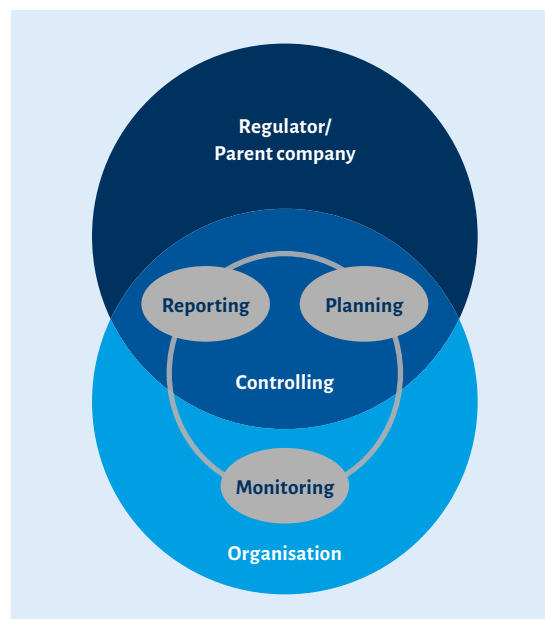 Regulator/
Parent company
Reporting
Planning
Controlling
Monitoring
Organisation